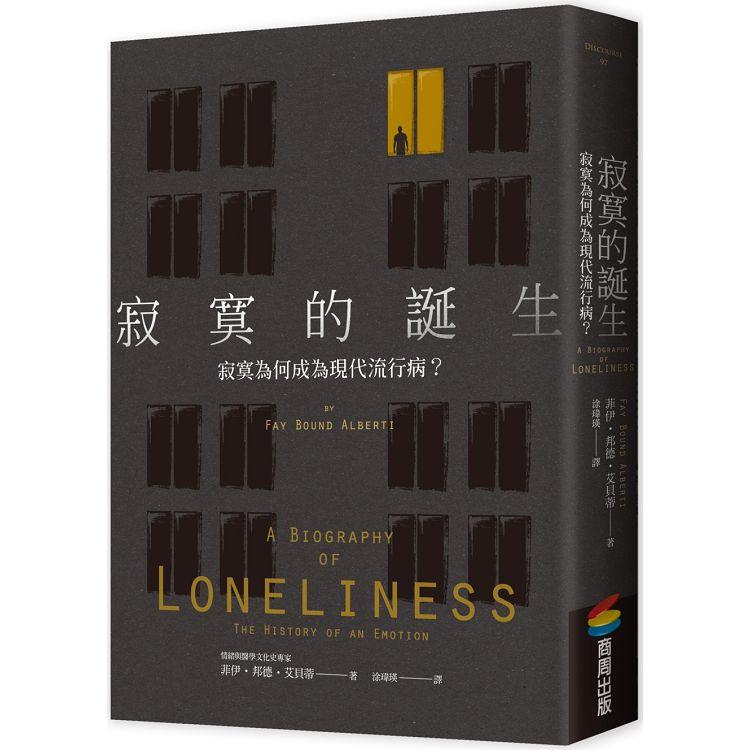 寂寞的誕生
寂寞為何成為現代流行病？
BY
FAY BOUND ALBERTI
A BIOGRAPHY
OF
LONELINESS
THE HISTORY OF AN EMOTION
情緒與醫學文化史專家
菲伊・邦德・艾貝蒂──著 涂瑋瑛──譯
DISCOURSE
97
寂寞的誕生
寂寞為何成為現代流行病？
A BIOGRAPHY
OF
LONELINESS
FAY BOUND ALBERTI
菲伊・邦德・艾貝蒂──著
涂瑋瑛──譯
商周出版